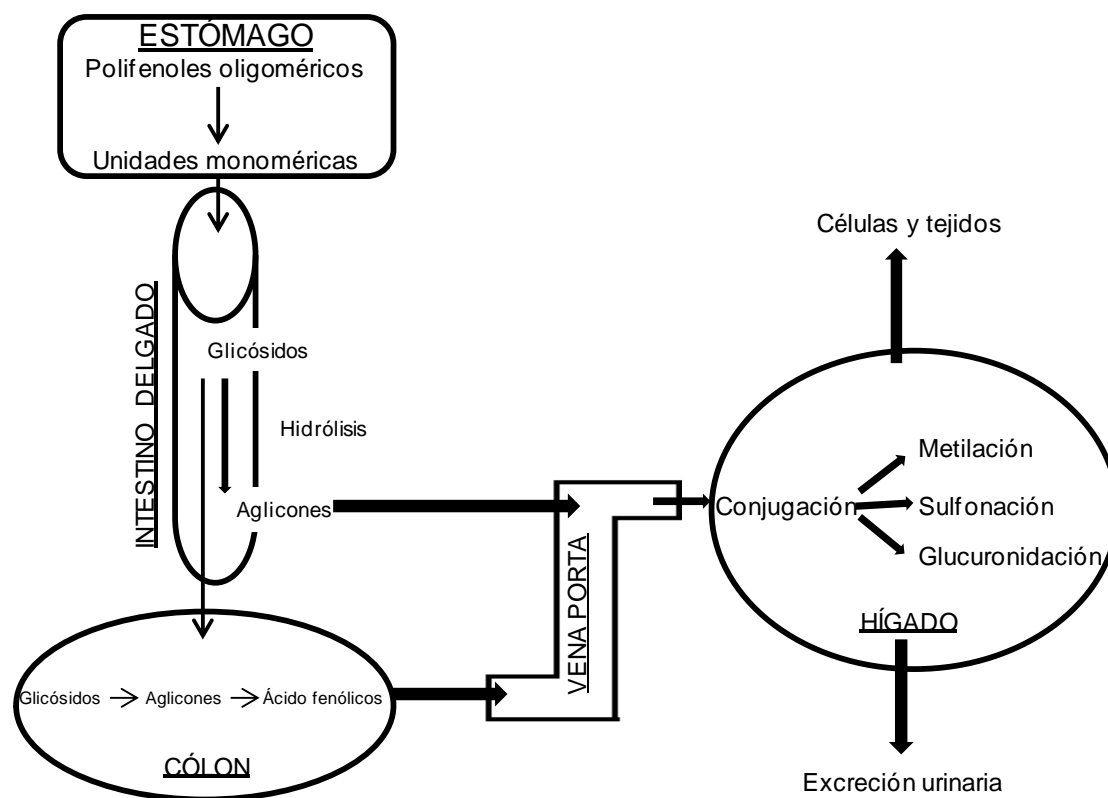 ESTÓMAGO
Polifenoles oligoméricos
Unidades monoméricas
INTESTINO DELGADO
Glicósidos
Hidrólisis
Aglicones
Glicósidos
Aglicones
Ácido fenólicos
CÓLON
VENA PORTA
Células y tejidos
Conjugación
Metilación
Sulfonación
Glucuronidación
HÍGADO
Excreción urinaria